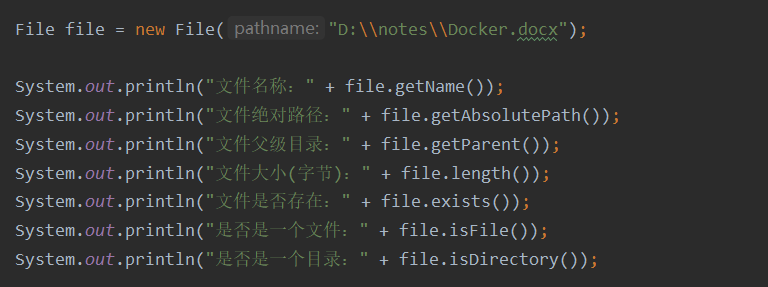 File file = new File( pathname: "D:\\notes\\Docker.docx");
System.out.println("文件名称：" + file.getName());
System.out.println("文件绝对路径：" + file.getAbsolutePath());
System.out.println("文件父级目录：" + file.getParent());
System.out.println("文件大小(字节)：" + file.length());
System.out.println("文件是否存在：" + file.exists());
System.out.println("是否是一个文件：" + file.isFile());
System.out.println("是否是一个目录：" + file.isDirectory());